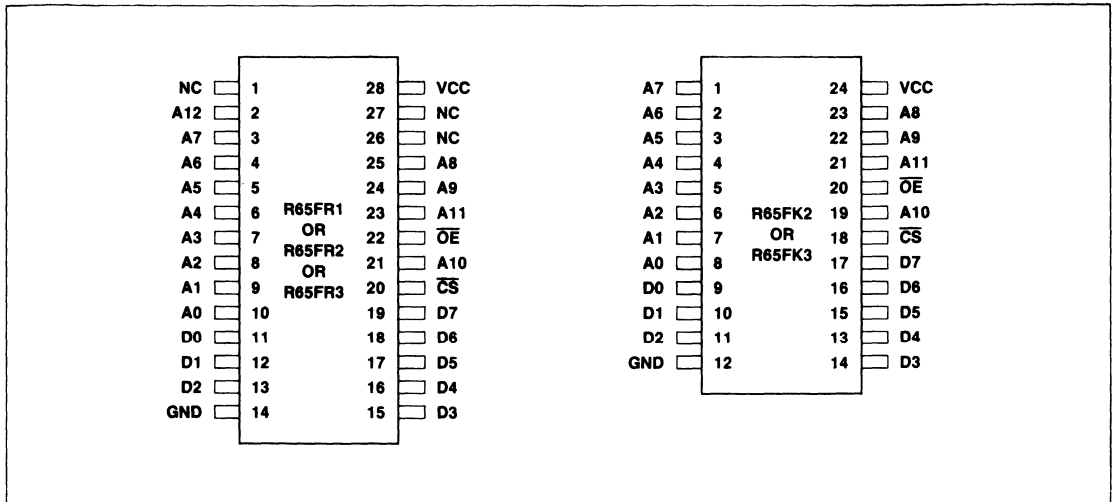 NC 1 28 VCC
A12 2 27 NC
A7 3 26 NC
A6 4 25 A8
A5 5 24 A9
A4 6 R65FR1 23 A11
A3 7 OR 22 O̅E̅
A2 8 R65FR2 21 A10
OR
A1 9 R65FR3 20 C̅S̅
A0 10 19 D7
D0 11 18 D6
D1 12 17 D5
D2 13 16 D4
GND 14 15 D3
A7 1 24 VCC
A6 2 23 A8
A5 3 22 A9
A4 4 21 A11
A3 5 20 O̅E̅
A2 6 R65FK2 19 A10
A1 7 OR 18 C̅S̅
R65FK3
A0 8 17 D7
D0 9 16 D6
D1 10 15 D5
D2 11 13 D4
GND 12 14 D3